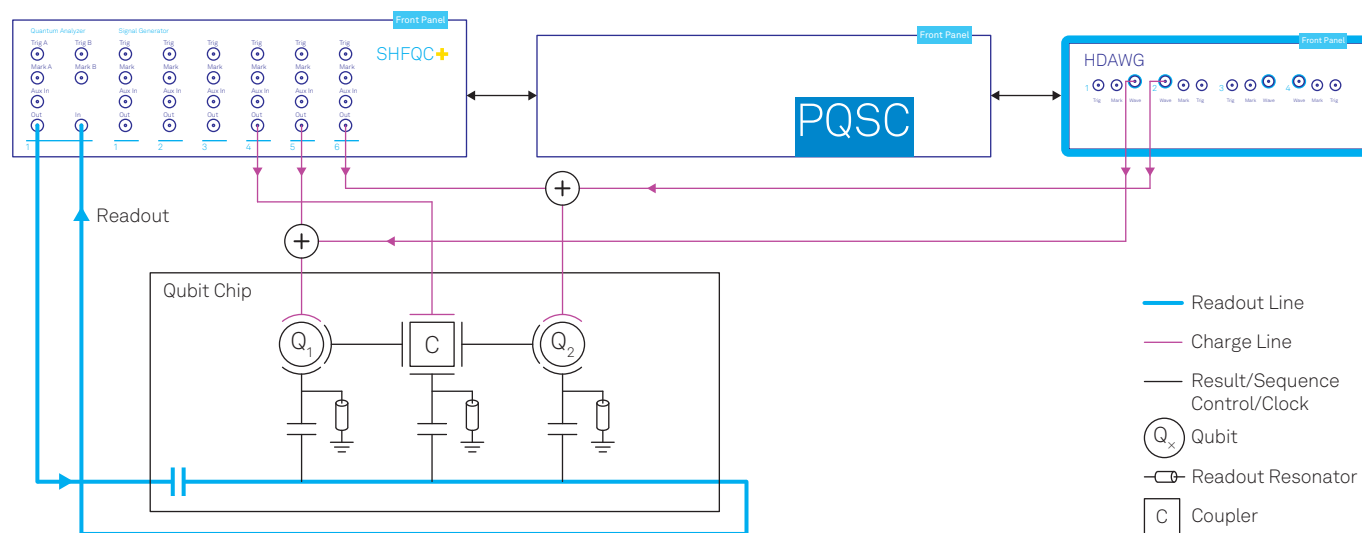 Front Panel
Quantum Analyzer Signal Generator
SHFQC+
Trig A Trig B Trig Trig Trig Trig Trig Trig
Mark A Mark B Mark Mark Mark Mark Mark Mark
Aux In Aux In Aux In Aux In Aux In Aux In Aux In
Out In Out Out Out Out Out Out
1 1 2 3 4 5 6
Front Panel
PQSC
Front Panel
HDAWG
1 2 3 4
Trig Mark Wave Wave Mark Trig Trig Mark Wave Wave Mark Trig
Readout
Qubit Chip
Q1 C Q2
Readout Line
Charge Line
Result/Sequence
Control/Clock
Qx Qubit
Readout Resonator
C Coupler